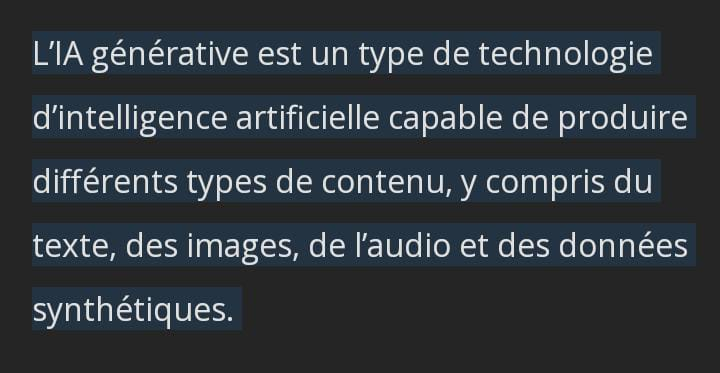 L’IA générative est un type de technologie
d’intelligence artificielle capable de produire
différents types de contenu, y compris du
texte, des images, de l’audio et des données
synthétiques.